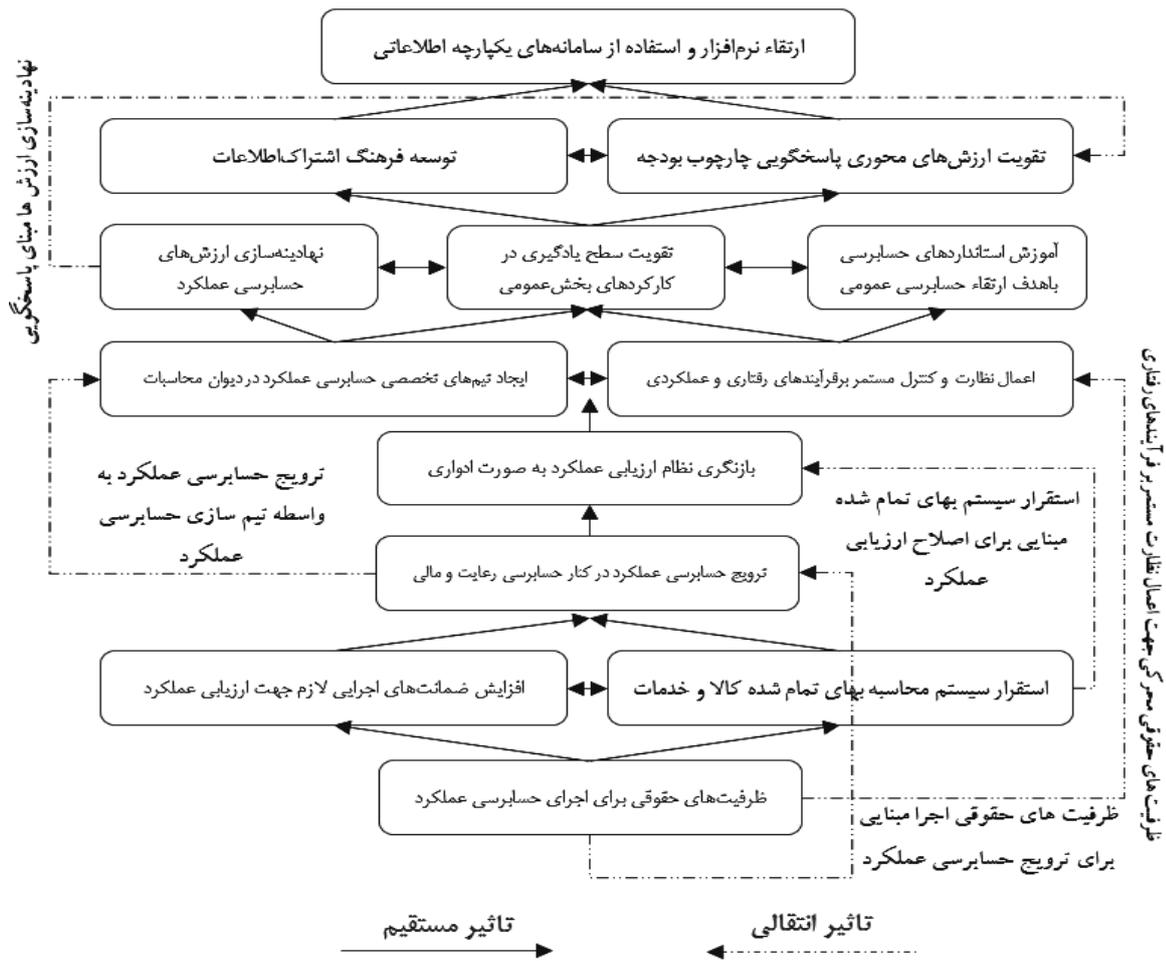 ارتقاء نرم‌افزار و استفاده از سامانه‌های یکپارچه اطلاعاتی
تقویت ارزش‌های محوری پاسخگویی چارچوب بودجه
توسعه فرهنگ اشتراک‌اطلاعات
نهادینه‌سازی ارزش ها مبنای پاسخگویی
آموزش استانداردهای حسابرسی
باهدف ارتقاء حسابرسی عمومی
تقویت سطح یادگیری در
کارکردهای بخش‌عمومی
نهادینه‌سازی ارزش‌های
حسابرسی عملکرد
اعمال نظارت و کنترل مستمر برفرآیندهای رفتاری و عملکردی
ایجاد تیم‌های تخصصی حسابرسی عملکرد در دیوان محاسبات
ظرفیت های حقوقی محرکی جهت اعمال نظارت مستمر بر فرآیندهای رفتاری
بازنگری نظام ارزیابی عملکرد به صورت ادواری
استقرار سیستم بهای تمام شده
مبنایی برای اصلاح ارزیابی
عملکرد
ترویج حسابرسی عملکرد به
واسطه تیم سازی حسابرسی
عملکرد
ترویج حسابرسی عملکرد در کنار حسابرسی رعایت و مالی
استقرار سیستم محاسبه بهای تمام شده کالا و خدمات
افزایش ضمانت‌های اجرایی لازم جهت ارزیابی عملکرد
ظرفیت‌های حقوقی برای اجرای حسابرسی عملکرد
ظرفیت های حقوقی اجرا مبنایی
برای ترویج حسابرسی عملکرد
تاثیر انتقالی
تاثیر مستقیم